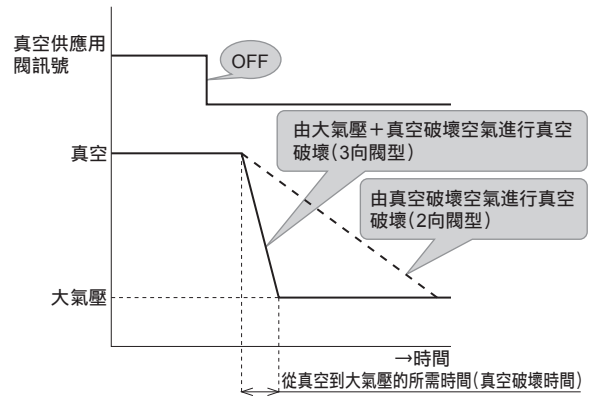 真空供應用
閥訊號
OFF
由大氣壓＋真空破壞空氣進行真空
破壞(3向閥型)
真空
由真空破壞空氣進行真空
破壞(2向閥型)
大氣壓
→時間
從真空到大氣壓的所需時間(真空破壞時間)